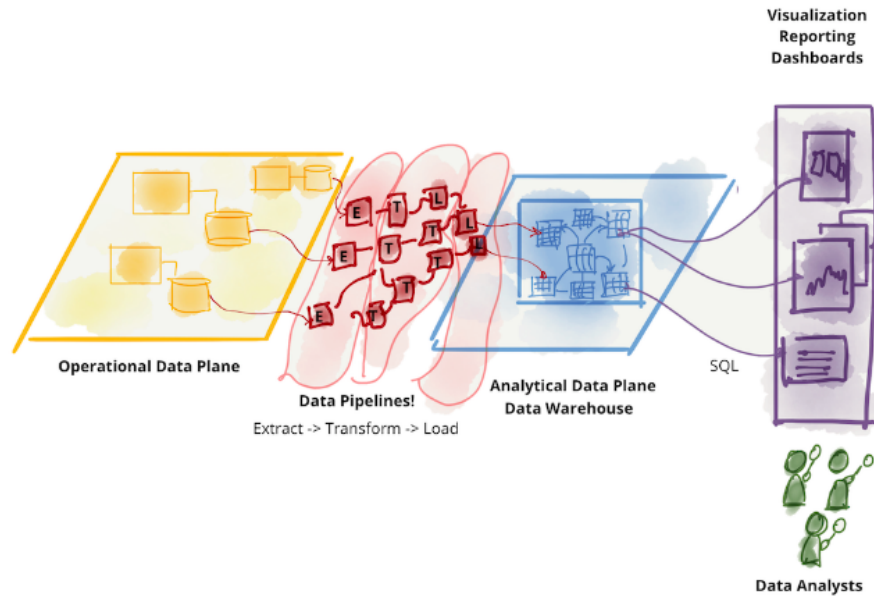 Visualization
Reporting
Dashboards
E
T
L
E
T
T
L
L
E
T
T
T
Operational Data Plane
Data Pipelines!
Extract -> Transform -> Load
Analytical Data Plane
Data Warehouse
SQL
Data Analysts